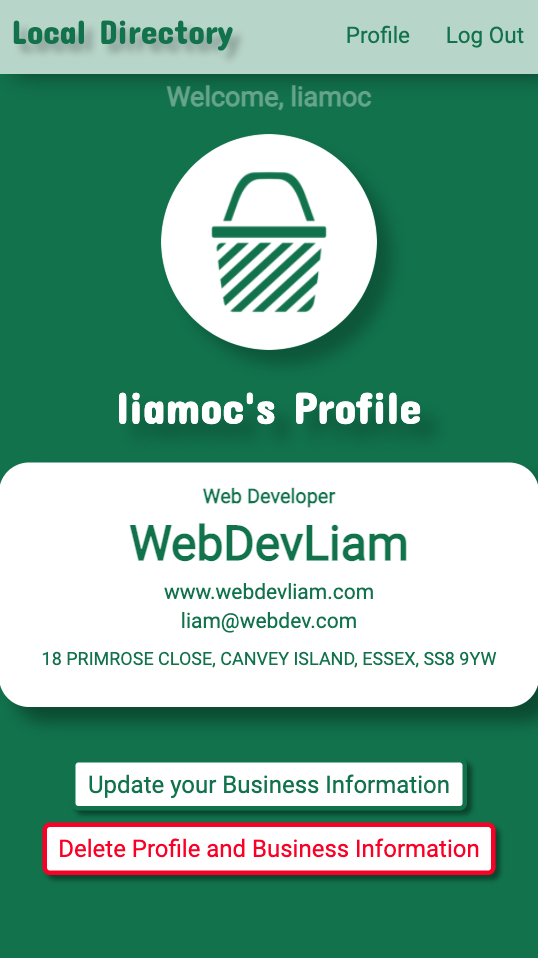 Local Directory
Profile
Log Out
Welcome, liamoc
liamoc's Profile
Web Developer
WebDevLiam
www.webdevliam.com
liam@webdev.com
18 PRIMROSE CLOSE, CANVEY ISLAND, ESSEX, SS8 9YW
Update your Business Information
Delete Profile and Business Information